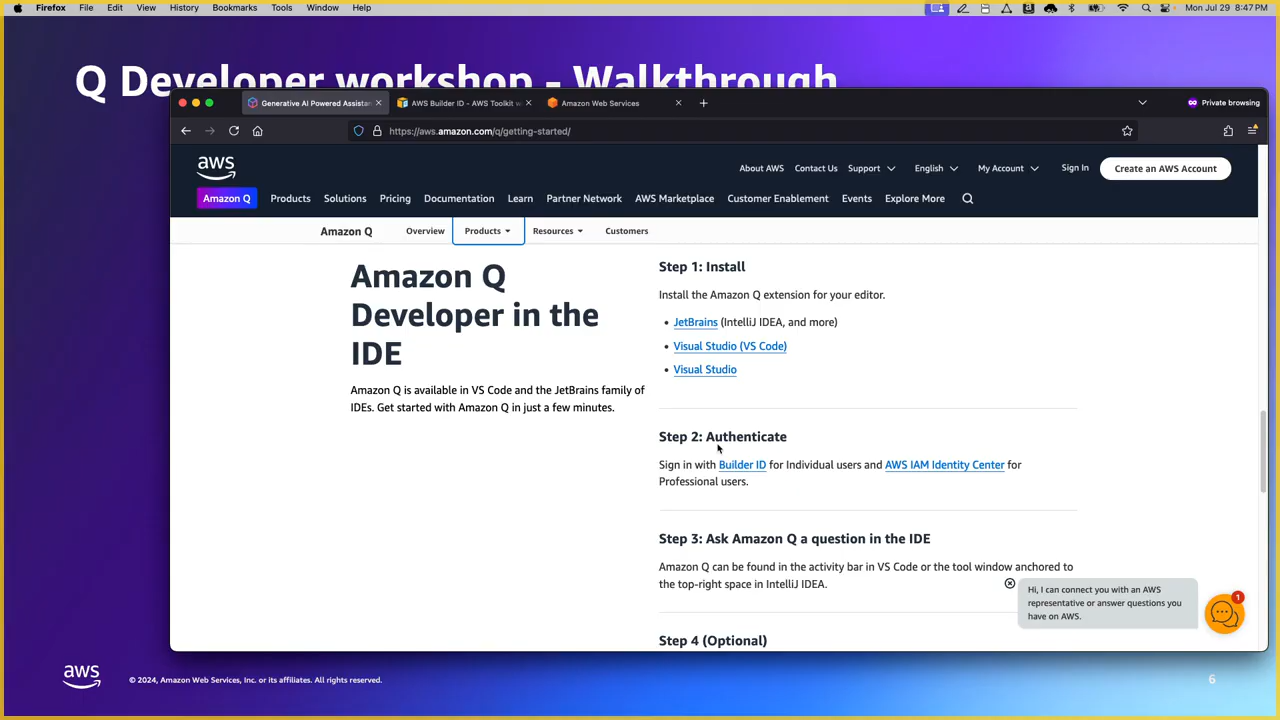 Firefox File Edit View History Bookmarks Tools Window Help
Mon Jul 29 8:47 PM
Q Developer workshop - Walkthrough
Generative AI Powered Assistan
AWS Builder ID - AWS Toolkit w
Amazon Web Services
Private browsing
https://aws.amazon.com/q/getting-started/
aws
About AWS Contact Us Support English My Account Sign In Create an AWS Account
Amazon Q Products Solutions Pricing Documentation Learn Partner Network AWS Marketplace Customer Enablement Events Explore More
Amazon Q Overview Products Resources Customers
Amazon Q
Developer in the
IDE
Amazon Q is available in VS Code and the JetBrains family of
IDEs. Get started with Amazon Q in just a few minutes.
Step 1: Install
Install the Amazon Q extension for your editor.
• JetBrains (IntelliJ IDEA, and more)
• Visual Studio (VS Code)
• Visual Studio
Step 2: Authenticate
Sign in with Builder ID for Individual users and AWS IAM Identity Center for
Professional users.
Step 3: Ask Amazon Q a question in the IDE
Amazon Q can be found in the activity bar in VS Code or the tool window anchored to
the top-right space in IntelliJ IDEA.
Step 4 (Optional)
Hi, I can connect you with an AWS
representative or answer questions you
have on AWS.
1
aws
© 2024, Amazon Web Services, Inc. or its affiliates. All rights reserved.
6